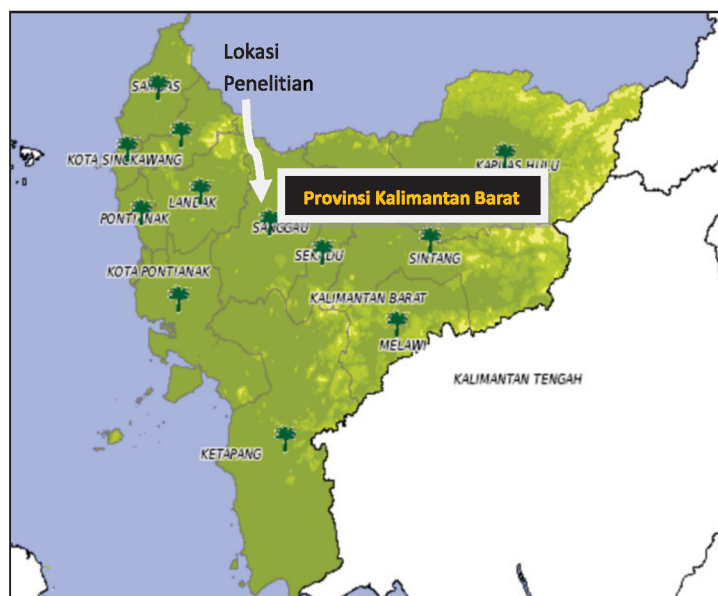 Lokasi
Penelitian
SAMBAS
KOTA SINGKAWANG
KAPUAS HULU
LANDAK
Provinsi Kalimantan Barat
PONTIANAK
SANGGAU
SEKADU
SINTANG
KOTA PONTIANAK
KALIMANTAN BARAT
MELAWI
KALIMANTAN TENGAH
KETAPANG